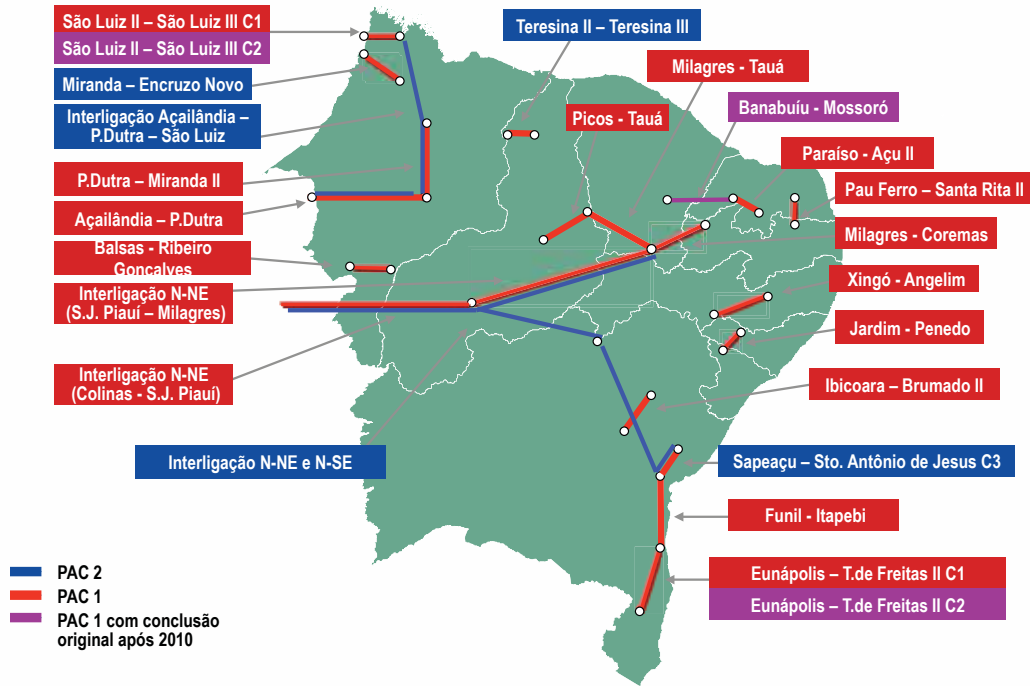 São Luiz II – São Luiz III C1
São Luiz II – São Luiz III C2
Miranda – Encruzo Novo
Interligação Açailândia –
P.Dutra – São Luiz
P.Dutra – Miranda II
Açailândia – P.Dutra
Balsas - Ribeiro
Gonçalves
Interligação N-NE
(S.J. Piauí – Milagres)
Interligação N-NE
(Colinas - S.J. Piauí)
Interligação N-NE e N-SE
Teresina II – Teresina III
Milagres - Tauá
Picos - Tauá
Banabuíu - Mossoró
Paraíso - Açu II
Pau Ferro – Santa Rita II
Milagres - Coremas
Xingó - Angelim
Jardim - Penedo
Ibicoara – Brumado II
Sapeaçu – Sto. Antônio de Jesus C3
Funil - Itapebi
Eunápolis – T.de Freitas II C1
Eunápolis – T.de Freitas II C2
PAC 2
PAC 1
PAC 1 com conclusão
original após 2010